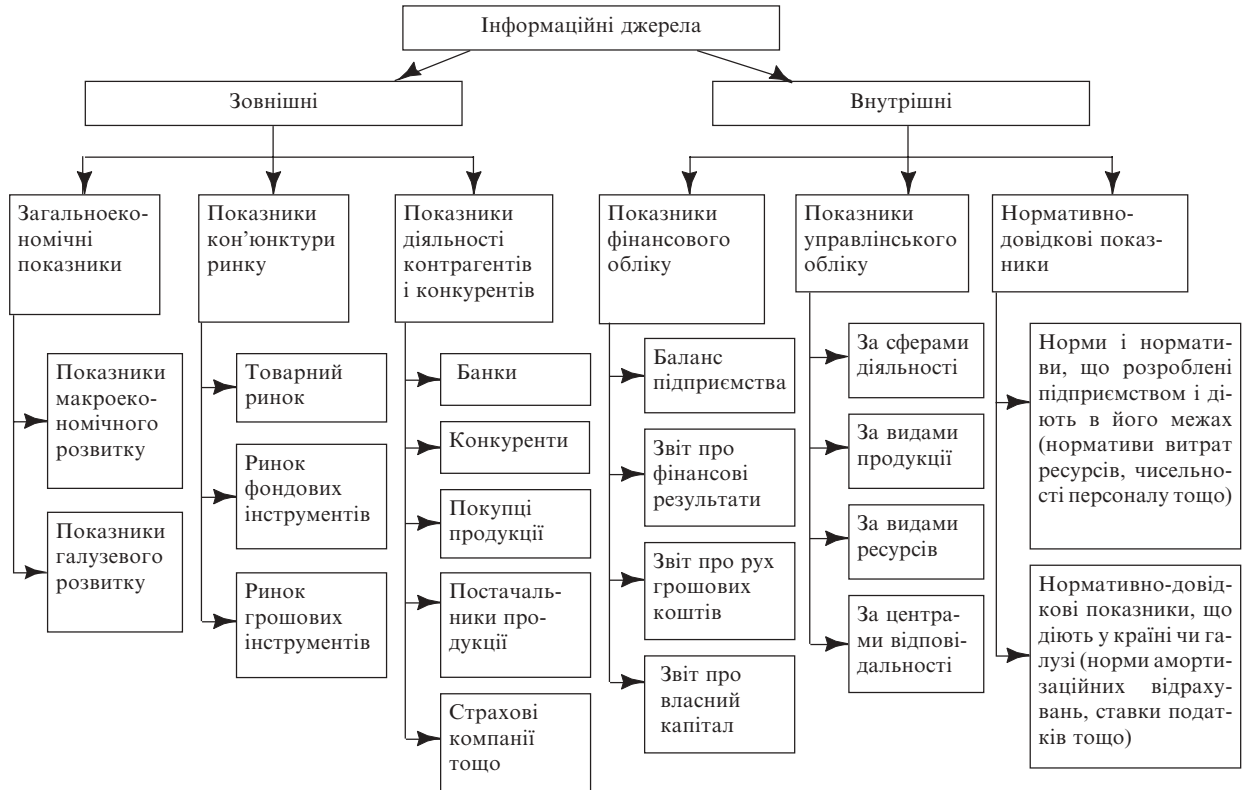 Інформаційні джерела
Зовнішні
Внутрішні
Загальноеко-
номічні
показники
Показники
кон'юнктури
ринку
Показники
діяльності
контрагентів
і конкурентів
Показники
фінансового
обліку
Показники
управлінського
обліку
Нормативно-
довідкові показ-
ники
Показники
макроеко-
номічного
розвитку
Показники
галузевого
розвитку
Товарний
ринок
Ринок
фондових
інструментів
Ринок
грошових
інструментів
Банки
Конкуренти
Покупці
продукції
Постачаль-
ники про-
дукції
Страхові
компанії
тощо
Баланс
підприємства
Звіт про
фінансові
результати
Звіт про рух
грошових
коштів
Звіт про
власний
капітал
За сферами
діяльності
За видами
продукції
За видами
ресурсів
За центра-
ми відпові-
дальності
Норми і нормати-
ви, що розроблені
підприємством і ді-
ють в його межах
(нормативи витрат
ресурсів, чисельно-
сті персоналу тощо)
Нормативно-довід-
кові показники, що
діють у країні чи га-
лузі (норми аморти-
заційних відраху-
вань, ставки подат-
ків тощо)